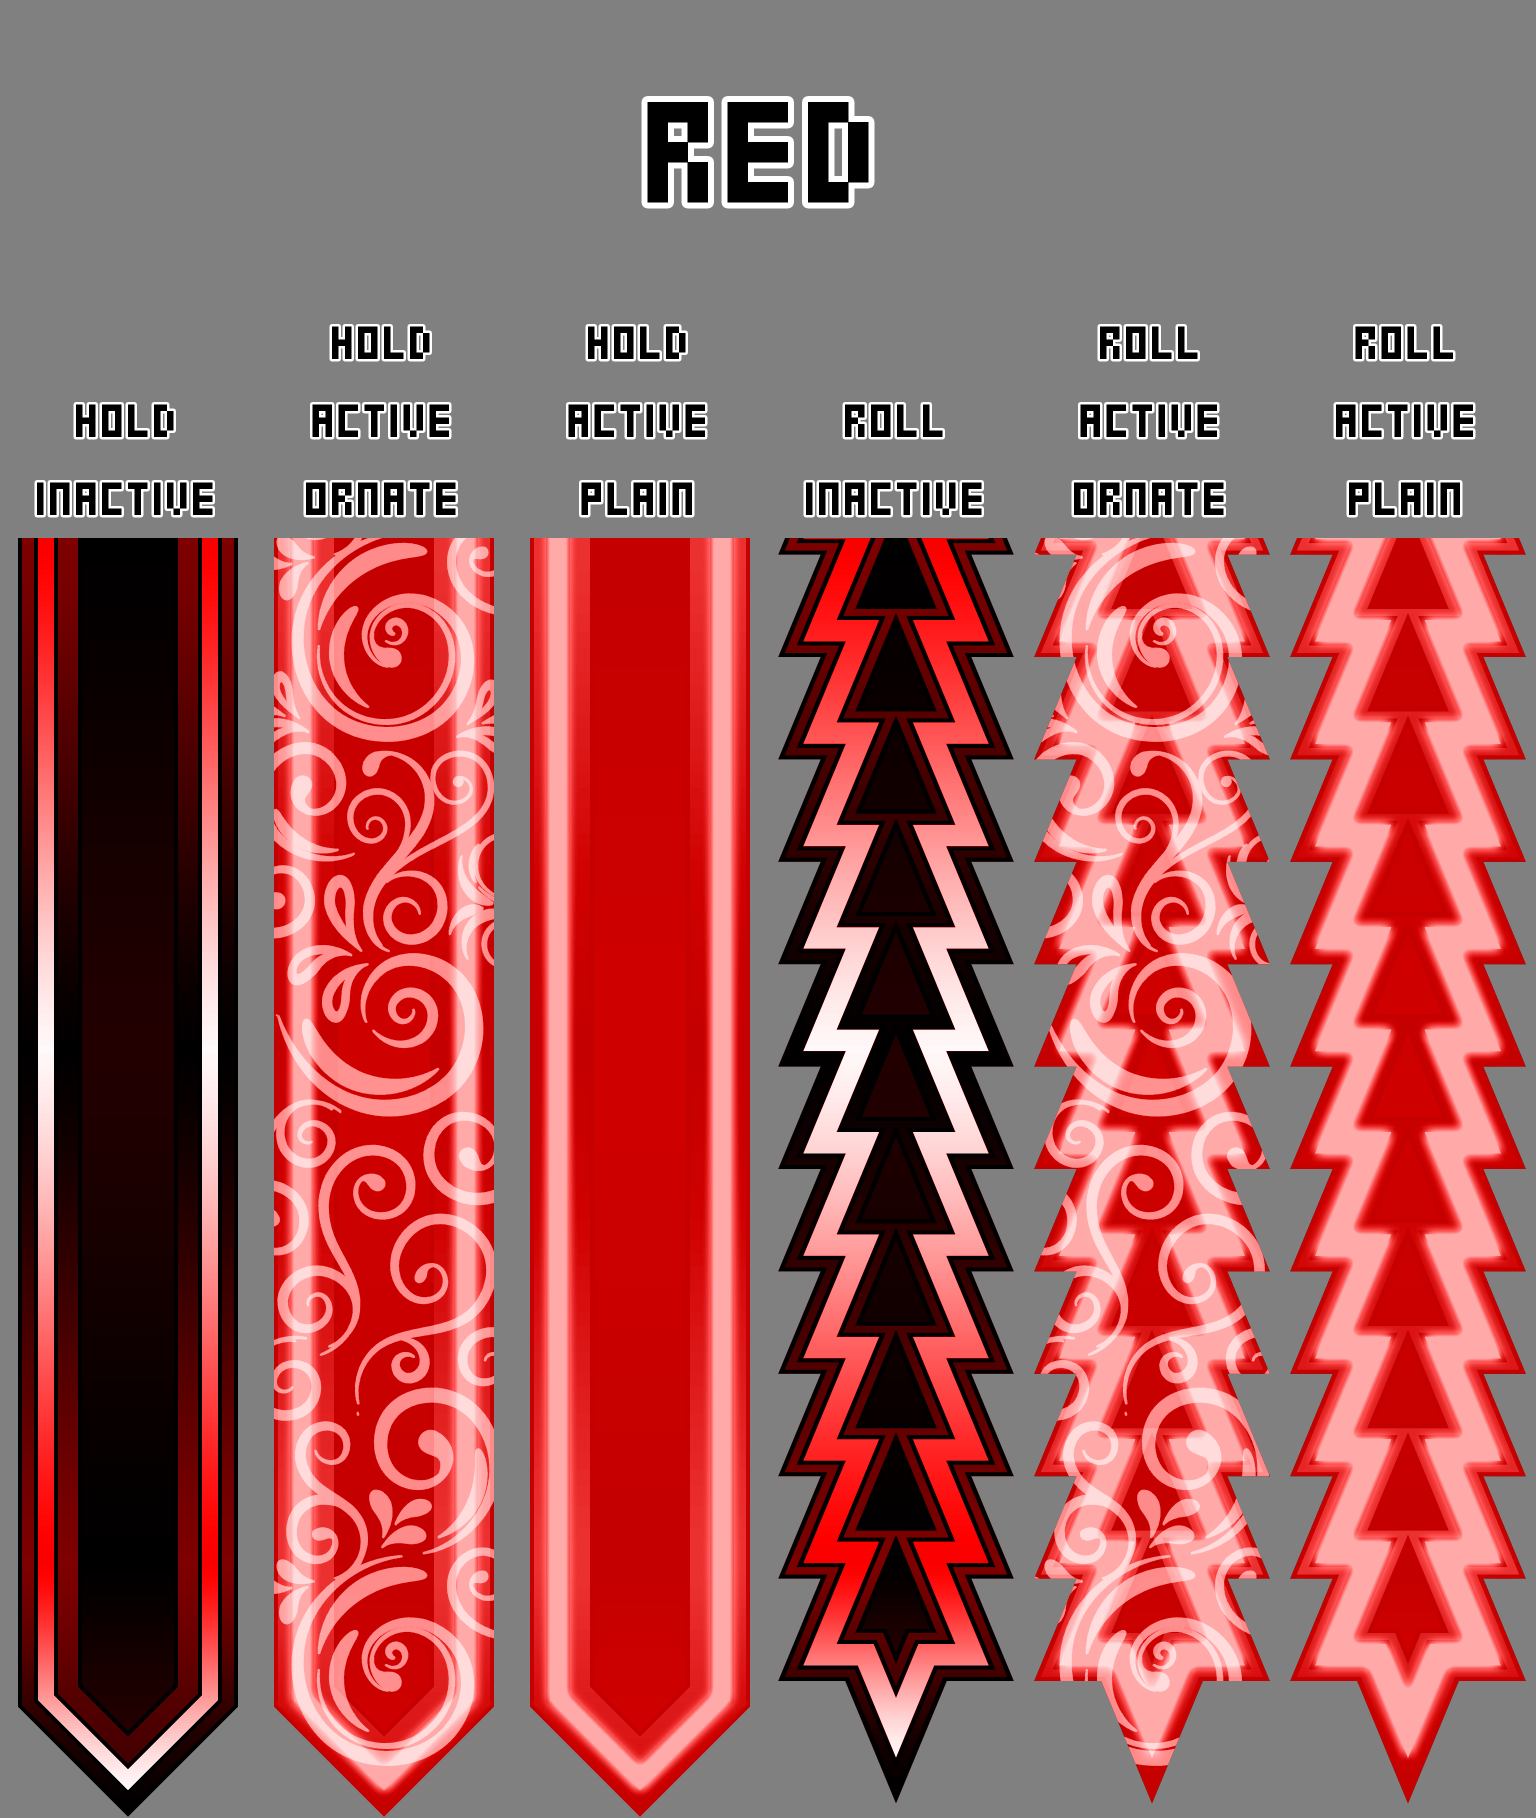 RED
HOLD
INACTIVE
HOLD
ACTIVE
ORNATE
HOLD
ACTIVE
PLAIN
ROLL
INACTIVE
ROLL
ACTIVE
ORNATE
ROLL
ACTIVE
PLAIN